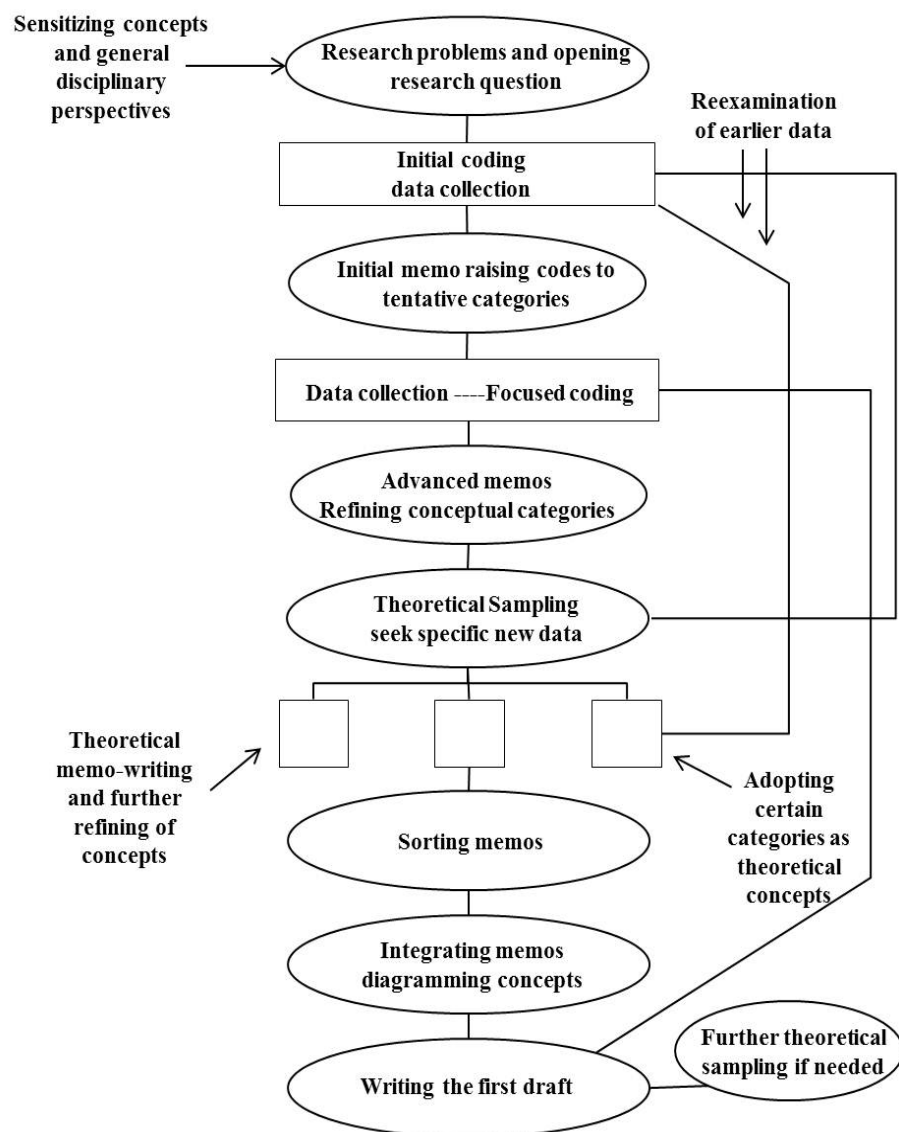 Sensitizing concepts
and general
disciplinary
perspectives
Research problems and opening
research question
Reexamination
of earlier data
Initial coding
data collection
Initial memo raising codes to
tentative categories
Data collection ----Focused coding
Advanced memos
Refining conceptual categories
Theoretical Sampling
seek specific new data
Theoretical
memo-writing
and further
refining of
concepts
Adopting
certain
categories as
theoretical
concepts
Sorting memos
Integrating memos
diagramming concepts
Writing the first draft
Further theoretical
sampling if needed